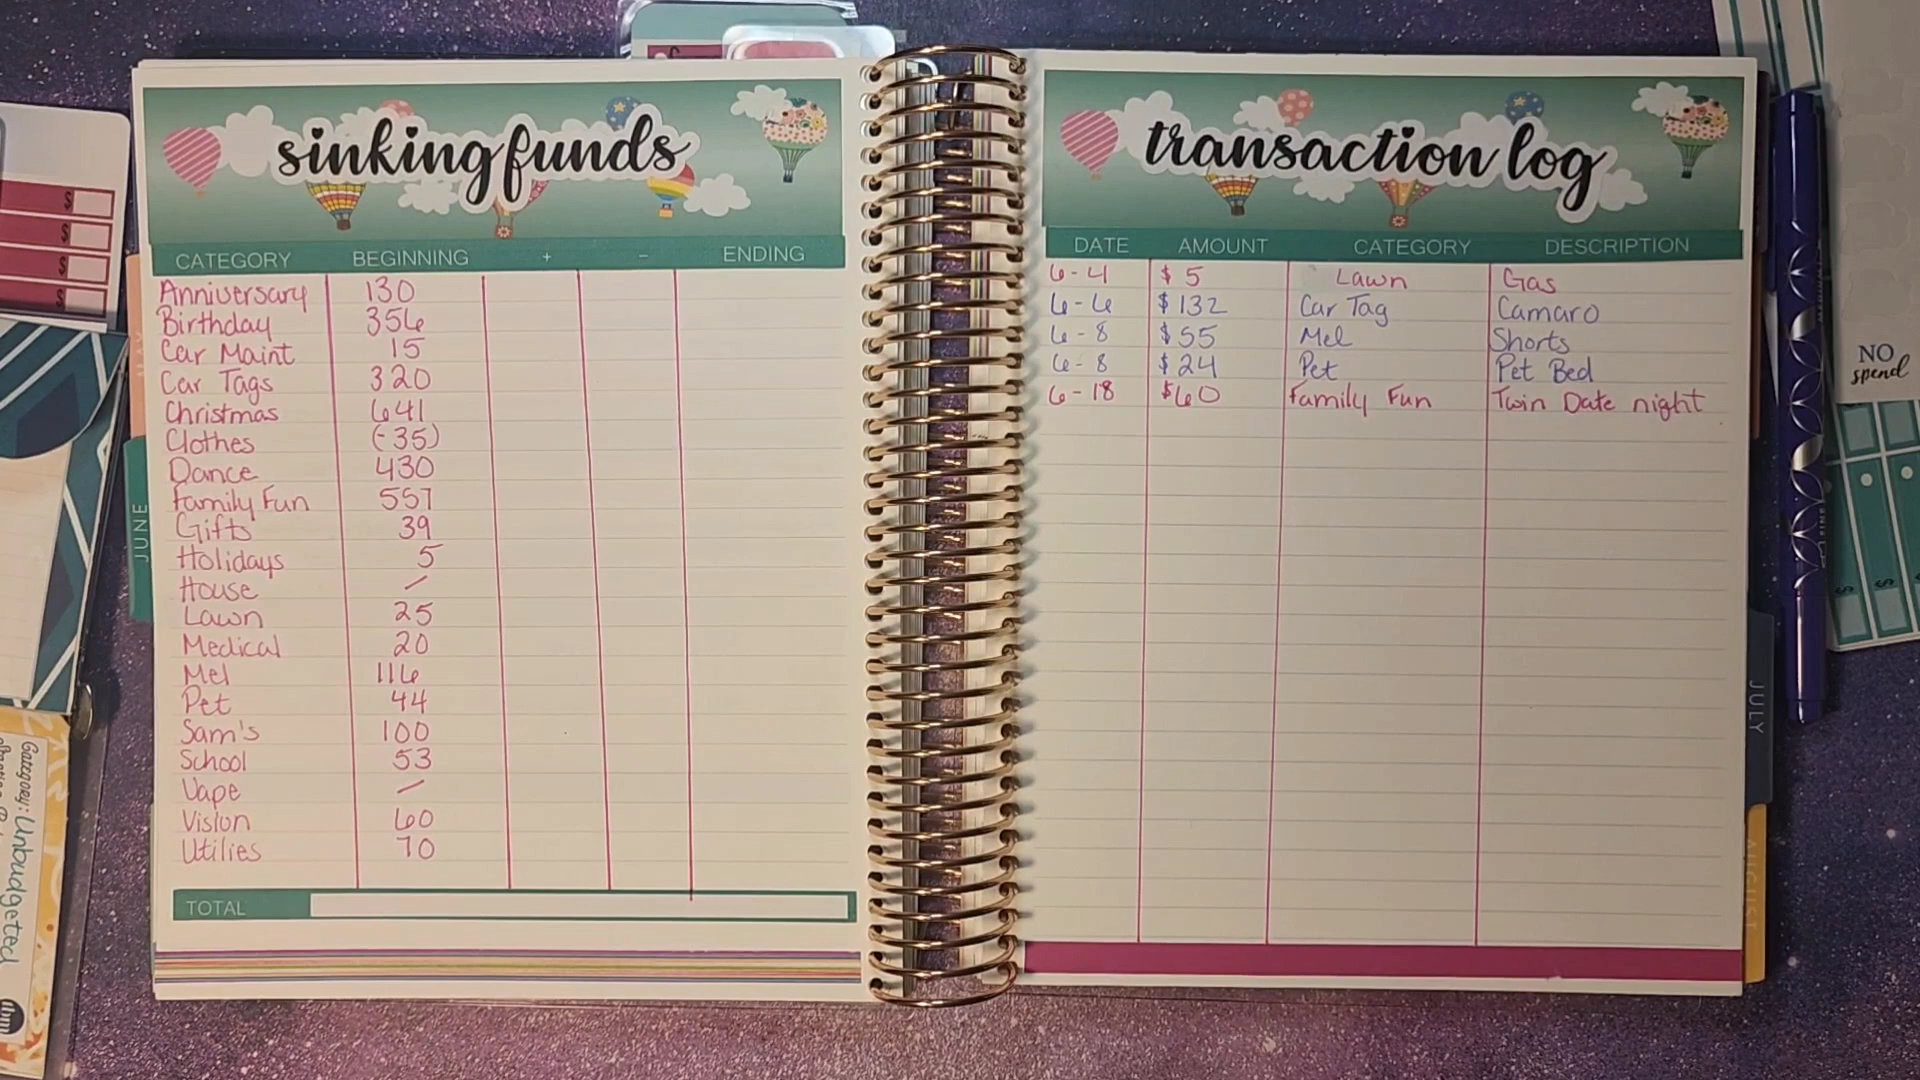 sinking funds
CATEGORY BEGINNING + - ENDING
Anniversary 130
Birthday 356
Car Maint 15
Car Tags 320
Christmas 641
Clothes (-35)
Dance 430
Family Fun 557
Gifts 39
Holidays 5
House /
Lawn 25
Medical 20
Mel 116
Pet 44
Sam's 100
School 53
Vape /
Vision 60
Utilies 70
TOTAL
transaction log
DATE AMOUNT CATEGORY DESCRIPTION
6-4 $5 Lawn Gas
6-6 $132 Car Tag Camaro
6-8 $55 Mel Shorts
6-8 $24 Pet Pet Bed
6-18 $60 Family Fun Twin Date night
MAY
JUNE
JULY
AUGUST
NO
spend
$
$
$
$
Category: Unbudgeted